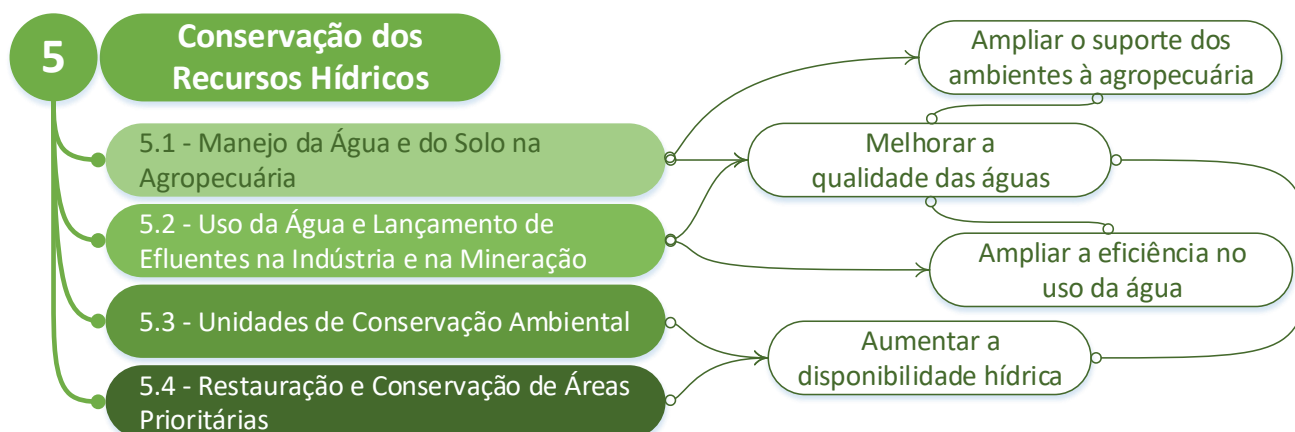 5
Conservação dos
Recursos Hídricos
5.1 - Manejo da Água e do Solo na
Agropecuária
5.2 - Uso da Água e Lançamento de
Efluentes na Indústria e na Mineração
5.3 - Unidades de Conservação Ambiental
5.4 - Restauração e Conservação de Áreas
Prioritárias
Ampliar o suporte dos
ambientes à agropecuária
Melhorar a
qualidade das águas
Ampliar a eficiência no
uso da água
Aumentar a
disponibilidade hídrica